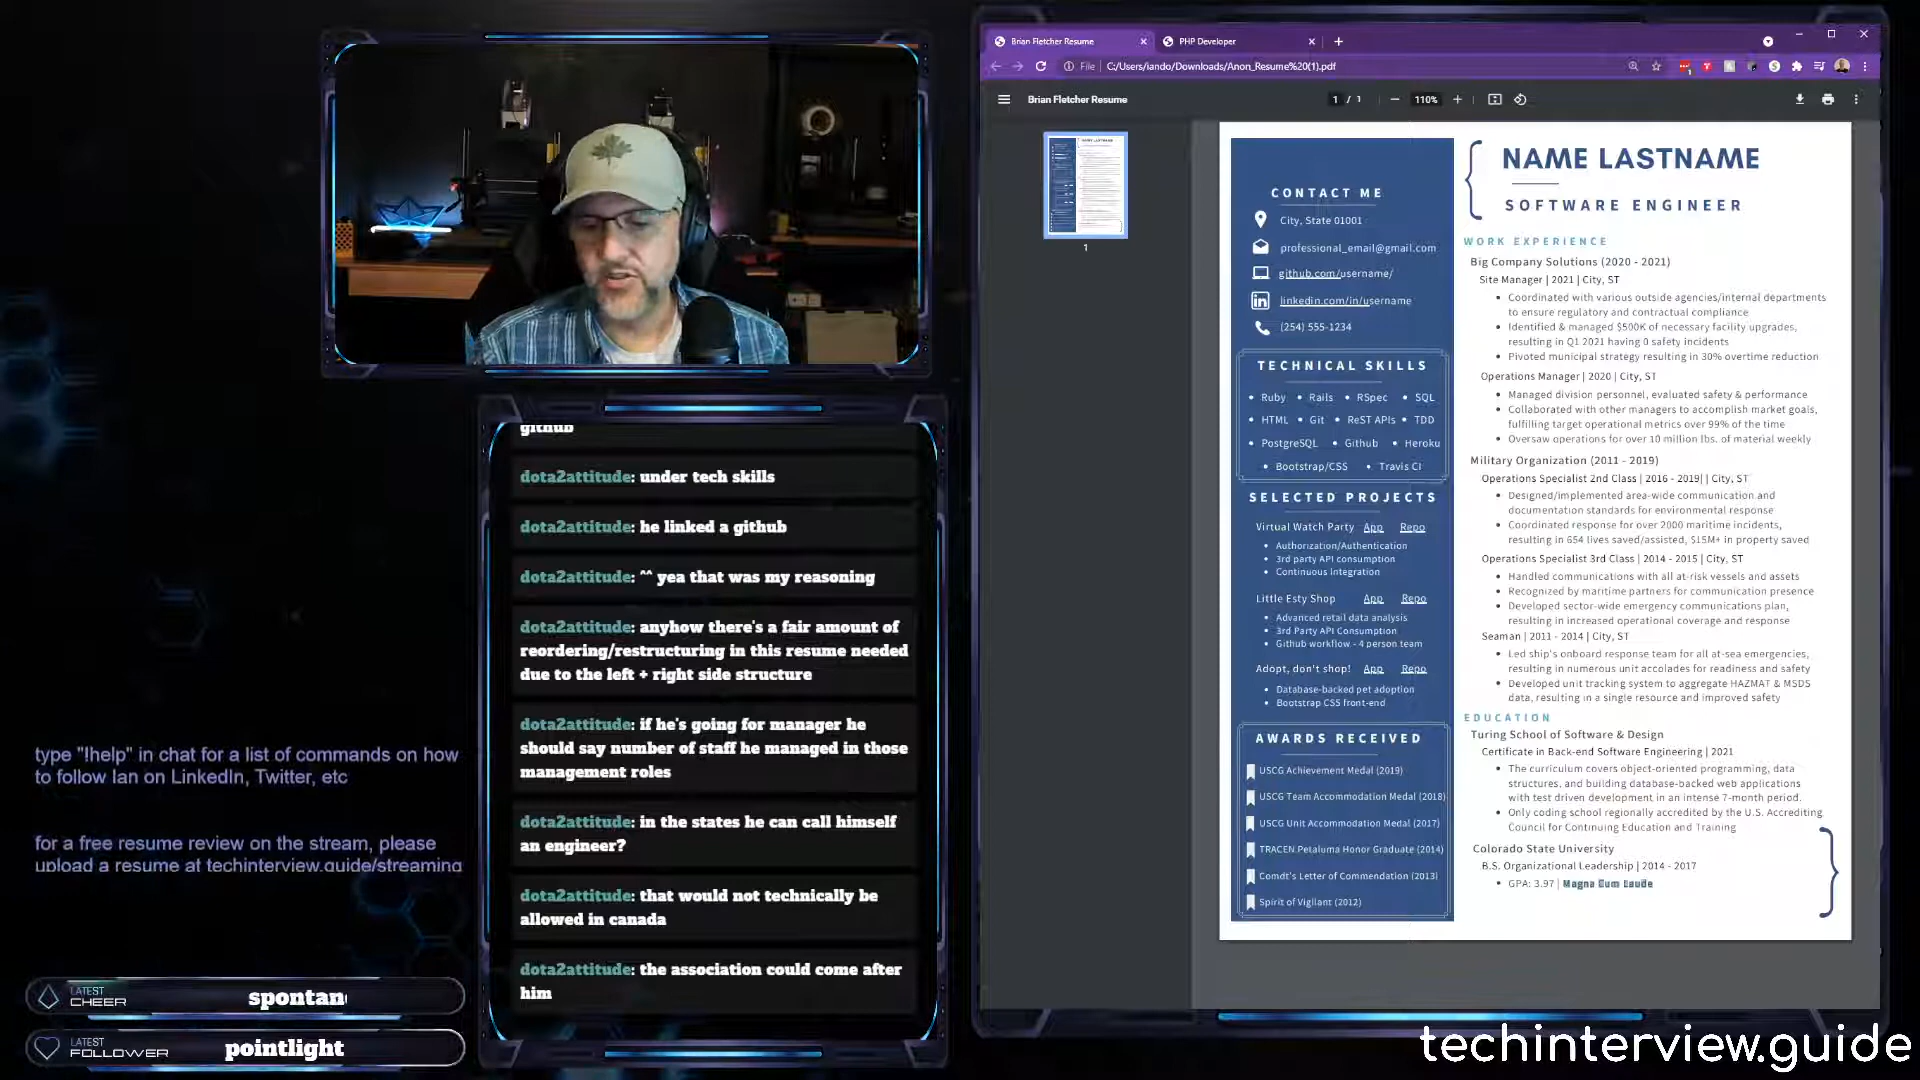 github
dota2attitude: under tech skills
dota2attitude: he linked a github
dota2attitude: ^^ yea that was my reasoning
dota2attitude: anyhow there's a fair amount of
reordering/restructuring in this resume needed
due to the left + right side structure
dota2attitude: if he's going for manager he
should say number of staff he managed in those
management roles
dota2attitude: in the states he can call himself
an engineer?
dota2attitude: that would not technically be
allowed in canada
dota2attitude: the association could come after
him
type "!help" in chat for a list of commands on how
to follow Ian on LinkedIn, Twitter, etc
for a free resume review on the stream, please
upload a resume at techinterview.guide/streaming
LATEST
CHEER
spontan
LATEST
FOLLOWER
pointlight
Brian Fletcher Resume
PHP Developer
File
C:/Users/iando/Downloads/Anon_Resume%20(1).pdf
Brian Fletcher Resume
1 / 1
110%
1
CONTACT ME
City, State 01001
professional_email@gmail.com
github.com/username/
linkedin.com/in/username
(254) 555-1234
TECHNICAL SKILLS
• Ruby • Rails • RSpec • SQL
• HTML • Git • ReST APIs • TDD
• PostgreSQL • Github • Heroku
• Bootstrap/CSS • Travis CI
SELECTED PROJECTS
Virtual Watch Party App Repo
• Authorization/Authentication
• 3rd party API consumption
• Continuous Integration
Little Esty Shop App Repo
• Advanced retail data analysis
• 3rd Party API Consumption
• Github workflow - 4 person team
Adopt, don't shop! App Repo
• Database-backed pet adoption
• Bootstrap CSS front-end
AWARDS RECEIVED
USCG Achievement Medal (2019)
USCG Team Accommodation Medal (2018)
USCG Unit Accommodation Medal (2017)
TRACEN Petaluma Honor Graduate (2014)
Comdt's Letter of Commendation (2013)
Spirit of Vigilant (2012)
NAME LASTNAME
SOFTWARE ENGINEER
WORK EXPERIENCE
Big Company Solutions (2020 - 2021)
Site Manager | 2021 | City, ST
• Coordinated with various outside agencies/internal departments
to ensure regulatory and contractual compliance
• Identified & managed $500K of necessary facility upgrades,
resulting in Q1 2021 having 0 safety incidents
• Pivoted municipal strategy resulting in 30% overtime reduction
Operations Manager | 2020 | City, ST
• Managed division personnel, evaluated safety & performance
• Collaborated with other managers to accomplish market goals,
fulfilling target operational metrics over 99% of the time
• Oversaw operations for over 10 million lbs. of material weekly
Military Organization (2011 - 2019)
Operations Specialist 2nd Class | 2016 - 2019| | City, ST
• Designed/implemented area-wide communication and
documentation standards for environmental response
• Coordinated response for over 2000 maritime incidents,
resulting in 654 lives saved/assisted, $15M+ in property saved
Operations Specialist 3rd Class | 2014 - 2015 | City, ST
• Handled communications with all at-risk vessels and assets
• Recognized by maritime partners for communication presence
• Developed sector-wide emergency communications plan,
resulting in increased operational coverage and response
Seaman | 2011 - 2014 | City, ST
• Led ship's onboard response team for all at-sea emergencies,
resulting in numerous unit accolades for readiness and safety
• Developed unit tracking system to aggregate HAZMAT & MSDS
data, resulting in a single resource and improved safety
EDUCATION
Turing School of Software & Design
Certificate in Back-end Software Engineering | 2021
• The curriculum covers object-oriented programming, data
structures, and building database-backed web applications
with test driven development in an intense 7-month period.
• Only coding school regionally accredited by the U.S. Accrediting
Council for Continuing Education and Training
Colorado State University
B.S. Organizational Leadership | 2014 - 2017
• GPA: 3.97 | Magna Cum Laude
techinterview.guide